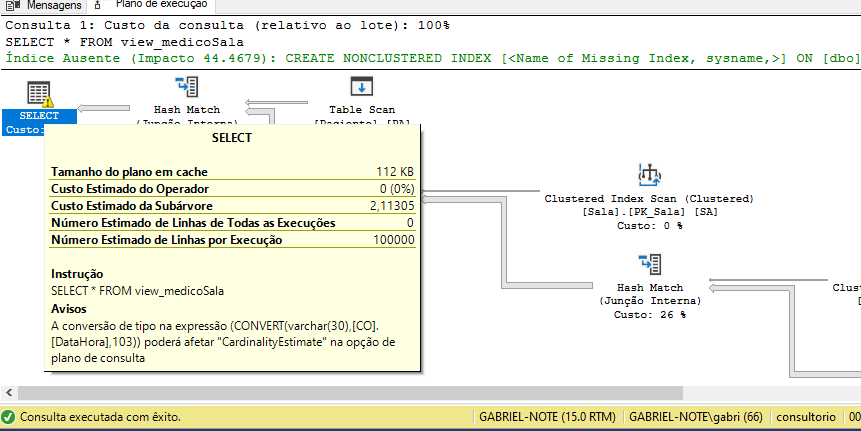 Mensagens
Plano de execução
Consulta 1: Custo da consulta (relativo ao lote): 100%
SELECT * FROM view_medicoSala
Índice Ausente (Impacto 44.4679): CREATE NONCLUSTERED INDEX [<Name of Missing Index, sysname,>] ON [dbo]
SELECT
Custo:
Hash Match
(Junção Interna)
Table Scan
[Paciente] [PA]
SELECT
Tamanho do plano em cache 112 KB
Custo Estimado do Operador 0 (0%)
Custo Estimado da Subárvore 2,11305
Número Estimado de Linhas de Todas as Execuções 0
Número Estimado de Linhas por Execução 100000
Instrução
SELECT * FROM view_medicoSala
Avisos
A conversão de tipo na expressão (CONVERT(varchar(30),[CO].
[DataHora],103)) poderá afetar "CardinalityEstimate" na opção de
plano de consulta
Clustered Index Scan (Clustered)
[Sala].[PK_Sala] [SA]
Custo: 0 %
Hash Match
(Junção Interna)
Custo: 26 %
Clus
Consulta executada com êxito.
GABRIEL-NOTE (15.0 RTM)
GABRIEL-NOTE\gabri (66)
consultorio
00